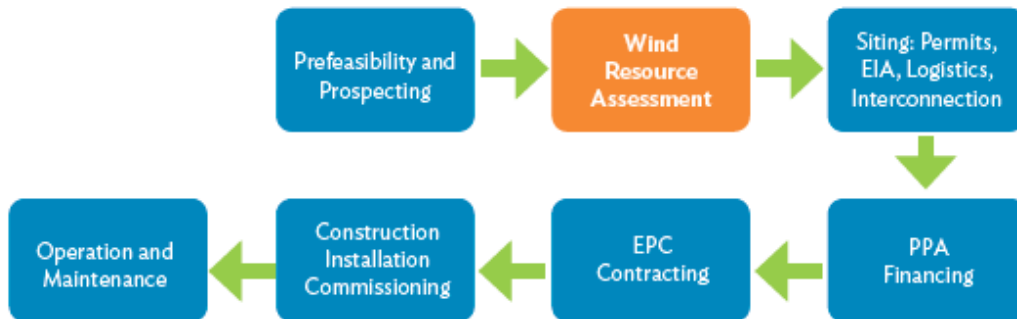 Prefeasibility and
Prospecting
Wind
Resource
Assessment
Siting: Permits,
EIA, Logistics,
Interconnection
PPA
Financing
EPC
Contracting
Construction
Installation
Commissioning
Operation and
Maintenance